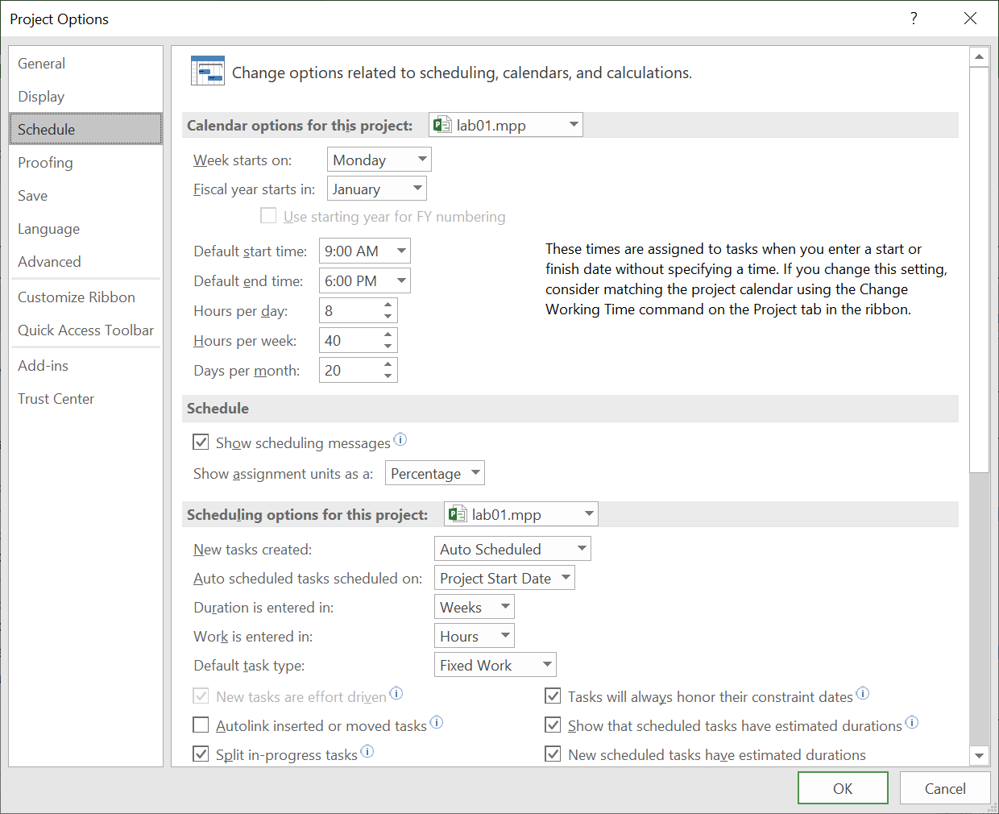 Project Options
?
General
Display
Schedule
Proofing
Save
Language
Advanced
Customize Ribbon
Quick Access Toolbar
Add-ins
Trust Center
Change options related to scheduling, calendars, and calculations.
Calendar options for this project: lab01.mpp
Week starts on: Monday
Fiscal year starts in: January
Use starting year for FY numbering
Default start time: 9:00 AM
Default end time: 6:00 PM
Hours per day: 8
Hours per week: 40
Days per month: 20
These times are assigned to tasks when you enter a start or
finish date without specifying a time. If you change this setting,
consider matching the project calendar using the Change
Working Time command on the Project tab in the ribbon.
Schedule
Show scheduling messages
Show assignment units as a: Percentage
Scheduling options for this project: lab01.mpp
New tasks created: Auto Scheduled
Auto scheduled tasks scheduled on: Project Start Date
Duration is entered in: Weeks
Work is entered in: Hours
Default task type: Fixed Work
New tasks are effort driven
Autolink inserted or moved tasks
Split in-progress tasks
Tasks will always honor their constraint dates
Show that scheduled tasks have estimated durations
New scheduled tasks have estimated durations
OK
Cancel